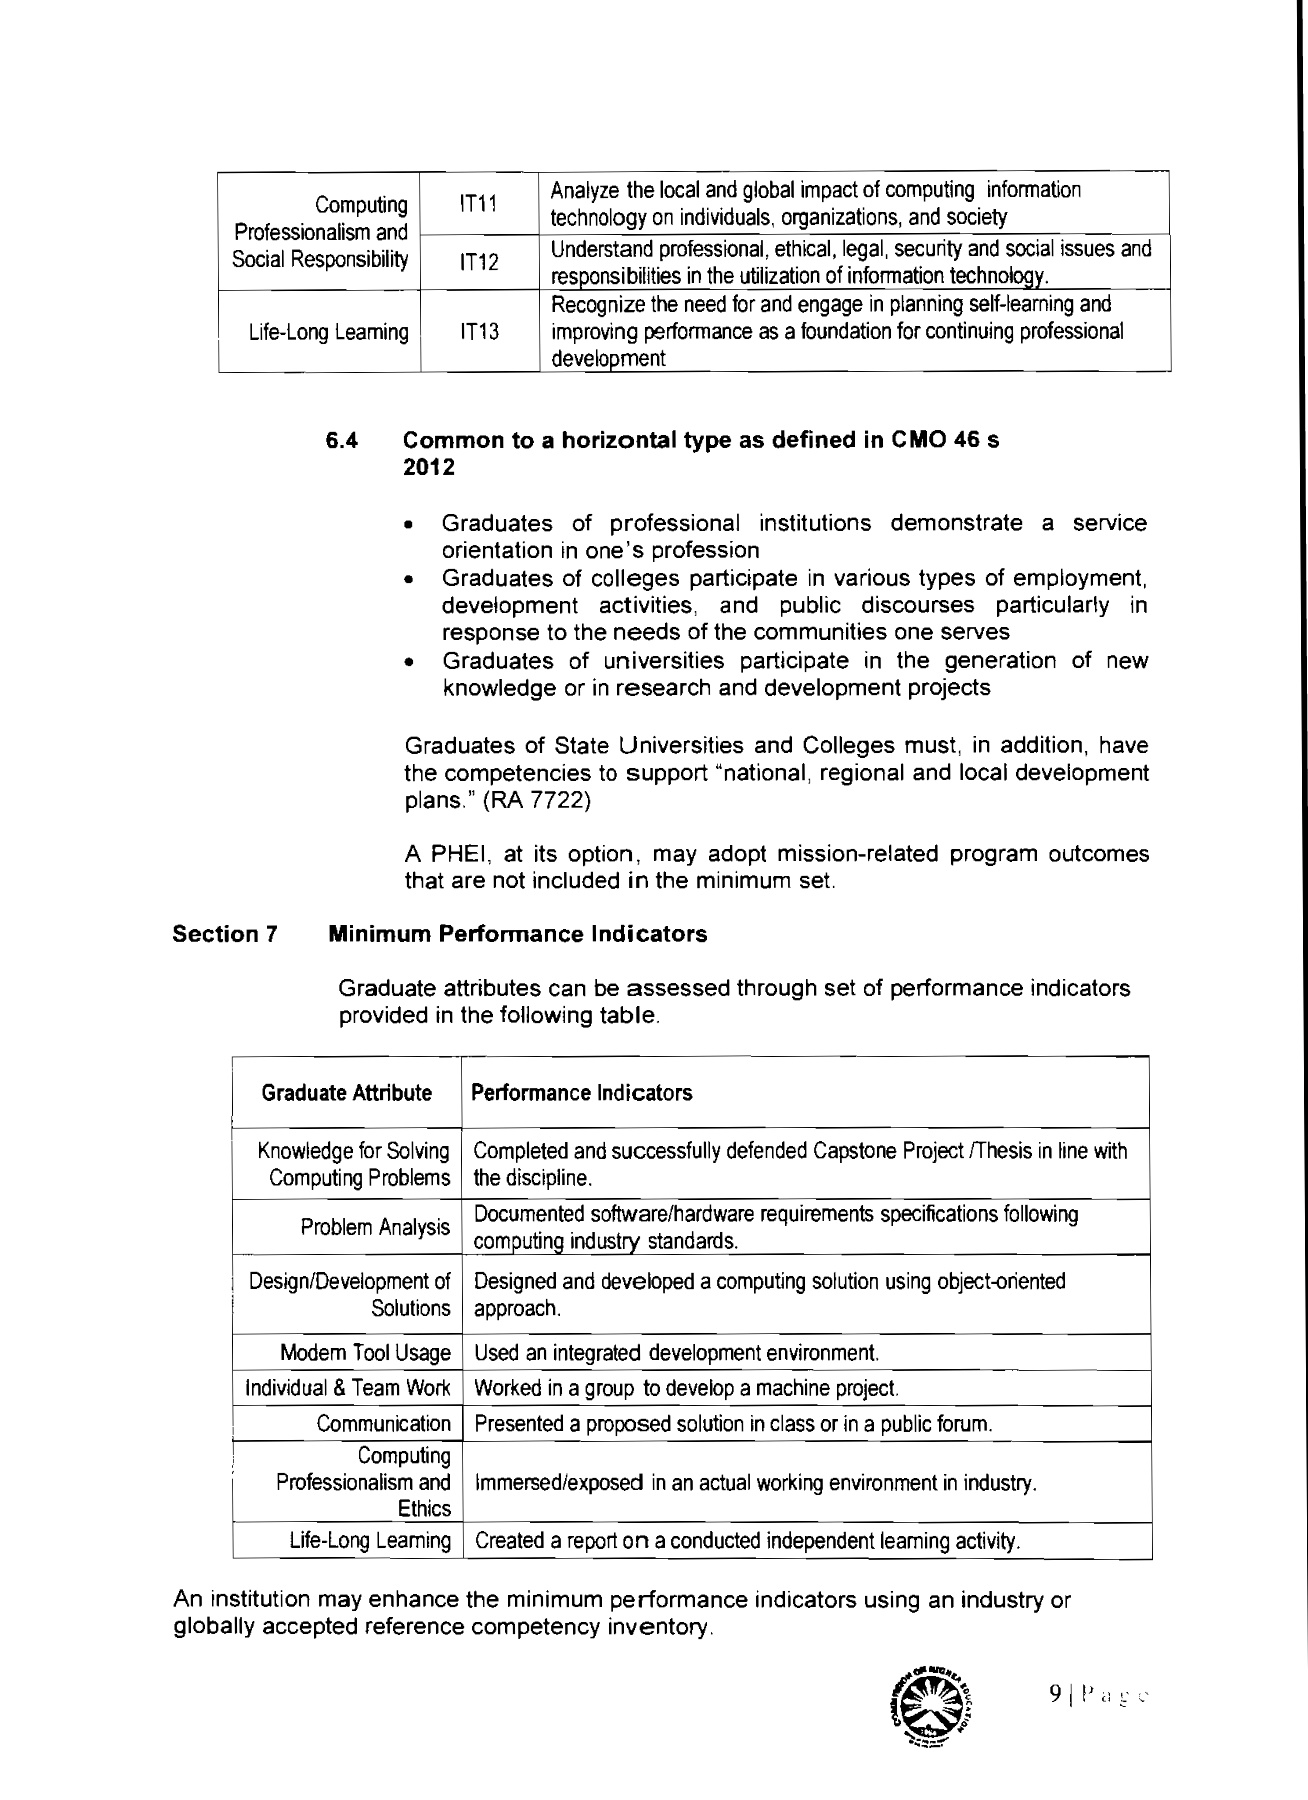 Computing
Professionalism and
Social Responsibility
IT11
Analyze the local and global impact of computing information
technology on individuals, organizations, and society
IT12
Understand professional, ethical, legal, security and social issues and
responsibilities in the utilization of information technology.
Life-Long Learning
IT13
Recognize the need for and engage in planning self-learning and
improving performance as a foundation for continuing professional
development
6.4 Common to a horizontal type as defined in CMO 46 s
2012
• Graduates of professional institutions demonstrate a service
orientation in one's profession
• Graduates of colleges participate in various types of employment,
development activities, and public discourses particularly in
response to the needs of the communities one serves
• Graduates of universities participate in the generation of new
knowledge or in research and development projects
Graduates of State Universities and Colleges must, in addition, have
the competencies to support “national, regional and local development
plans.” (RA 7722)
A PHEI, at its option, may adopt mission-related program outcomes
that are not included in the minimum set.
Section 7 Minimum Performance Indicators
Graduate attributes can be assessed through set of performance indicators
provided in the following table.
Graduate Attribute
Performance Indicators
Knowledge for Solving
Computing Problems
Completed and successfully defended Capstone Project /Thesis in line with
the discipline.
Problem Analysis
Documented software/hardware requirements specifications following
computing industry standards.
Design/Development of
Solutions
Designed and developed a computing solution using object-oriented
approach.
Modern Tool Usage
Used an integrated development environment.
Individual & Team Work
Worked in a group to develop a machine project.
Communication
Presented a proposed solution in class or in a public forum.
Computing
Professionalism and
Ethics
Immersed/exposed in an actual working environment in industry.
Life-Long Learning
Created a report on a conducted independent learning activity.
An institution may enhance the minimum performance indicators using an industry or
globally accepted reference competency inventory.
COMMISSION ON HIGHER EDUCATION
9 | Page